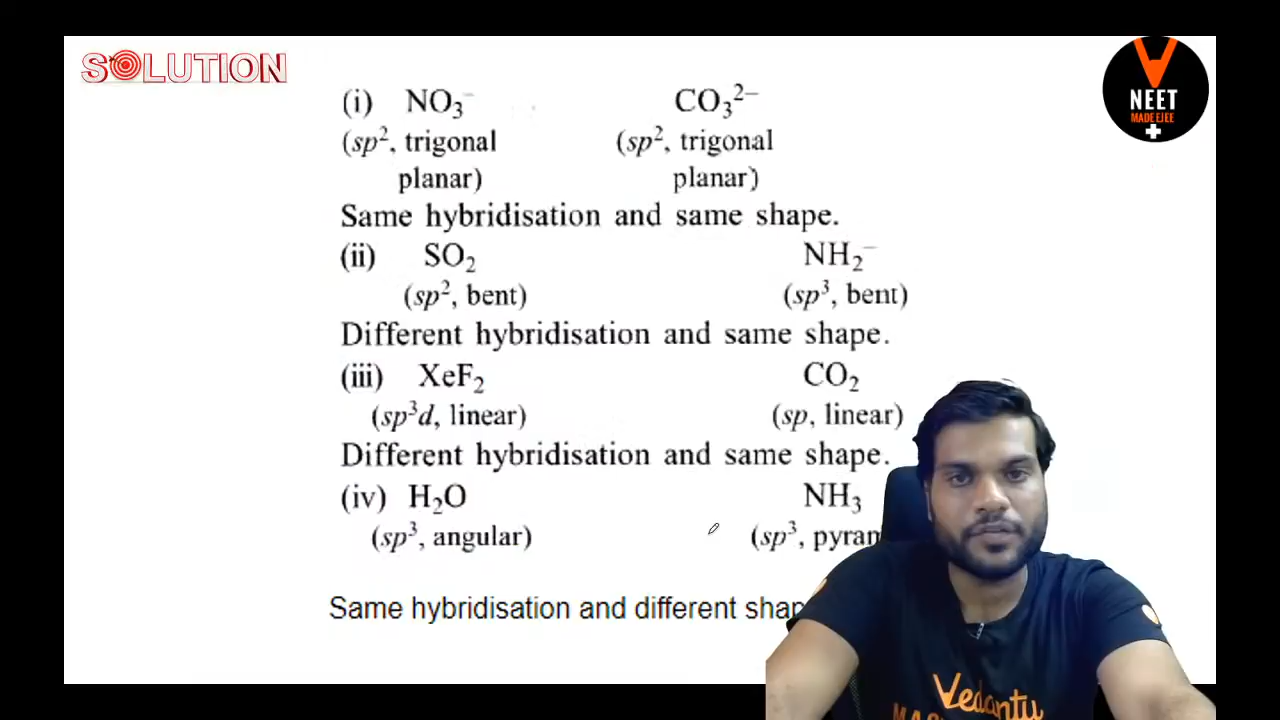 SOLUTION
NEET
MADE EJEE
(i) NO₃⁻ CO₃²⁻
(sp², trigonal (sp², trigonal
planar) planar)
Same hybridisation and same shape.
(ii) SO₂ NH₂⁻
(sp², bent) (sp³, bent)
Different hybridisation and same shape.
(iii) XeF₂ CO₂
(sp³d, linear) (sp, linear)
Different hybridisation and same shape.
(iv) H₂O NH₃
(sp³, angular) (sp³,
Same hybridisation and different
Vedantu